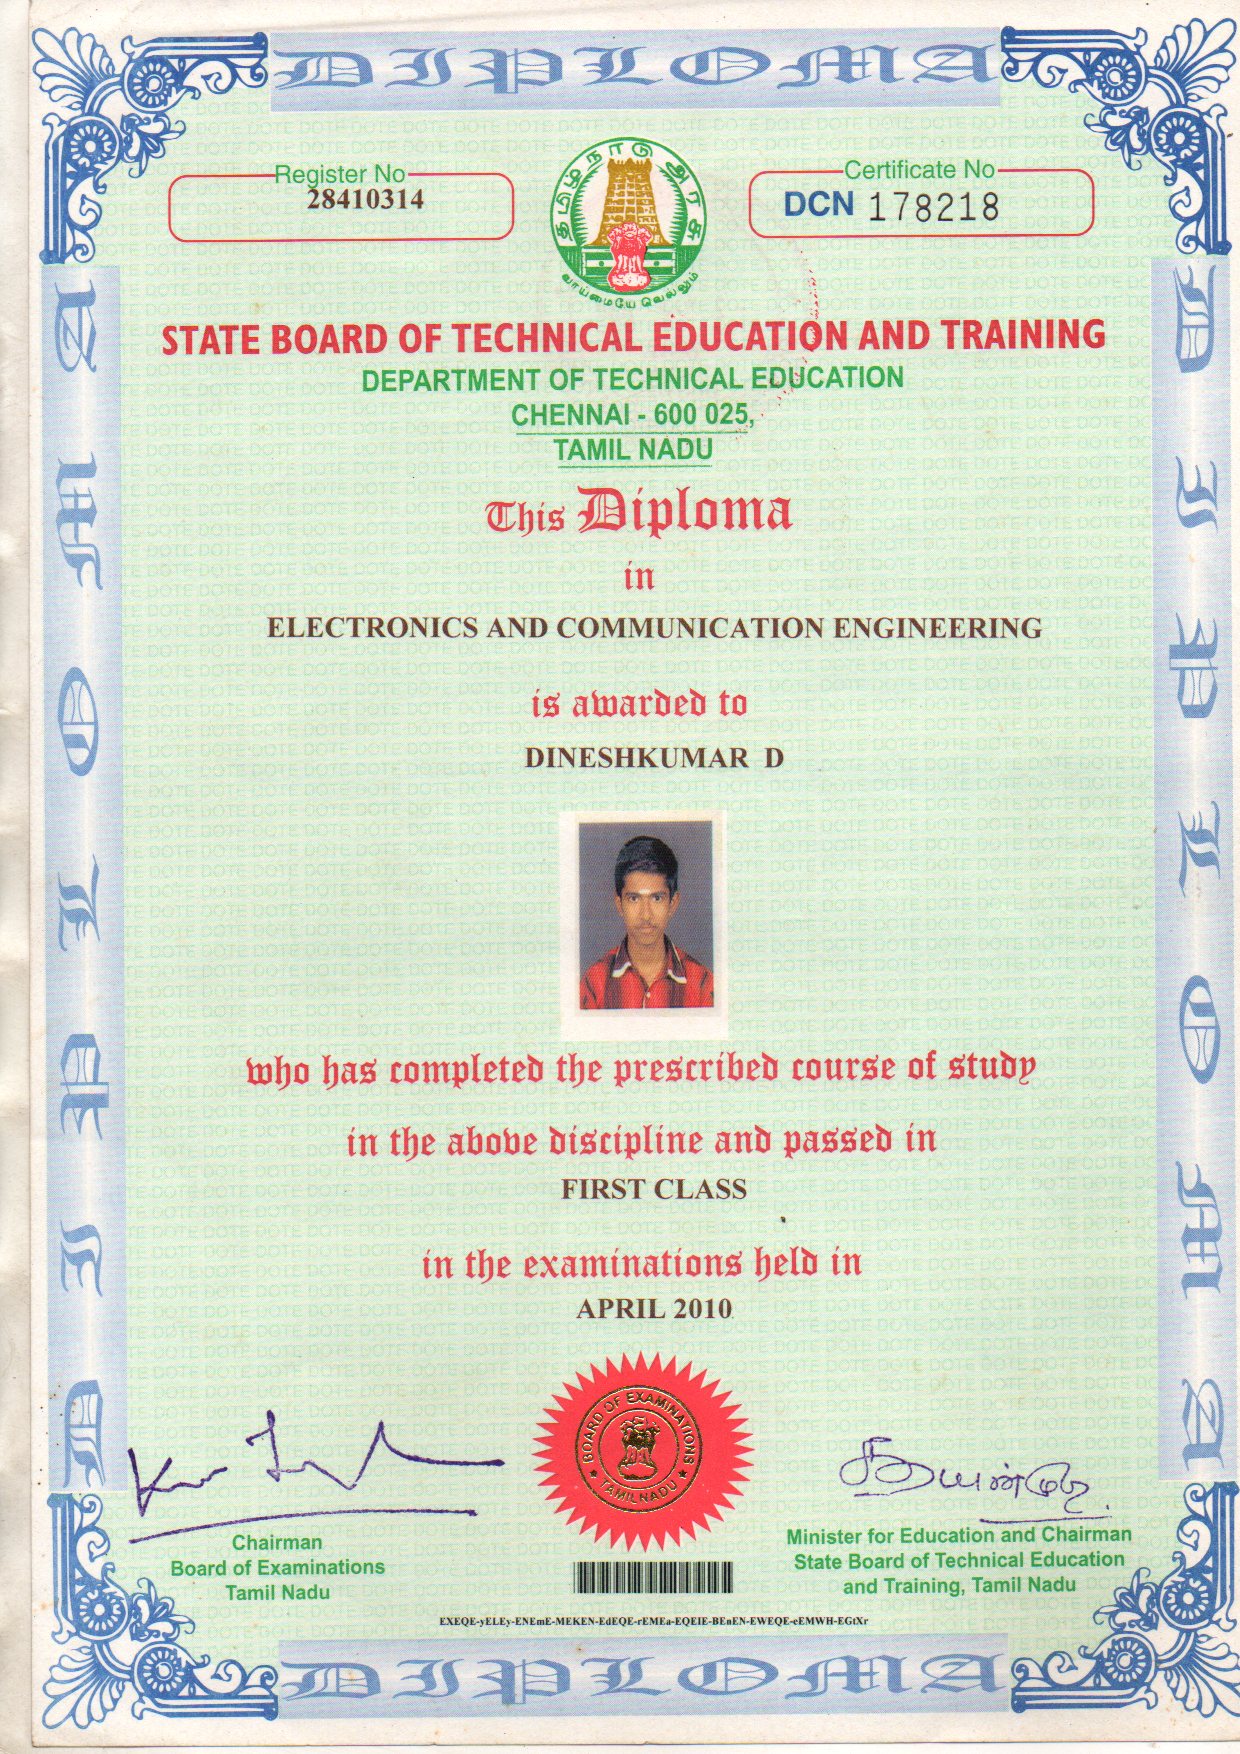 DIPLOMA
Register No
28410314
Certificate No
DCN 178218
தமிழ்நாடு அரசு
வாய்மையே வெல்லும்
STATE BOARD OF TECHNICAL EDUCATION AND TRAINING
DEPARTMENT OF TECHNICAL EDUCATION
CHENNAI - 600 025,
TAMIL NADU
This Diploma
in
ELECTRONICS AND COMMUNICATION ENGINEERING
is awarded to
DINESHKUMAR D
who has completed the prescribed course of study
in the above discipline and passed in
FIRST CLASS
in the examinations held in
APRIL 2010
BOARD OF EXAMINATIONS
TAMILNADU
Chairman
Board of Examinations
Tamil Nadu
Minister for Education and Chairman
State Board of Technical Education
and Training, Tamil Nadu
EXEQE-yELEy-ENEmE-MEKEN-EdEQE-rEMEa-EQEIE-BEnEN-EWEQE-eEMWH-EGtXr
DIPLOMA
DIPLOMA
DIPLOMA